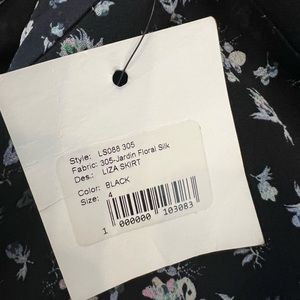 Style: LS088 305
Fabric: 305-Jardin Floral Silk
Des.: LIZA SKIRT
Color: BLACK
Size: 4
1 000000 103083